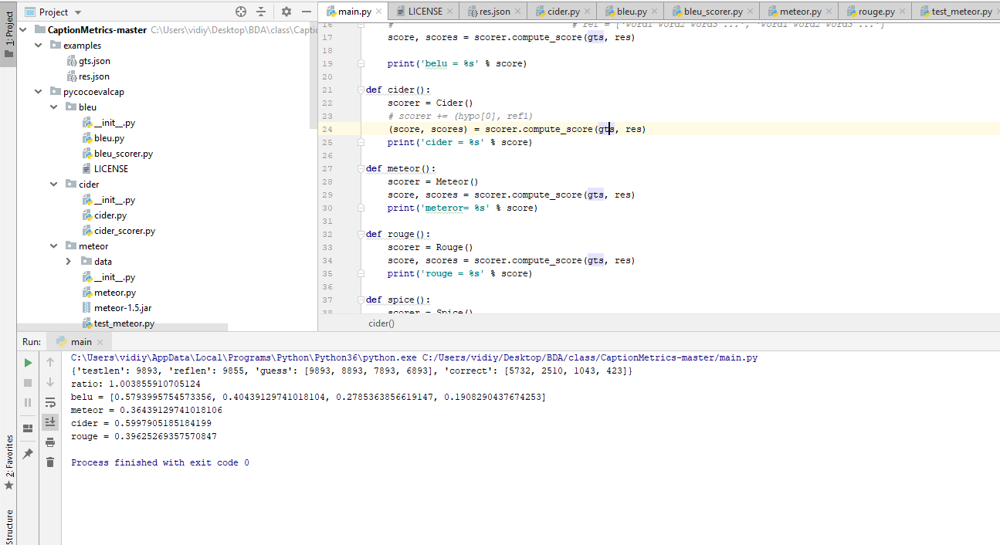 1: Project
Project
CaptionMetrics-master C:\Users\vidiy\Desktop\BDA\class\Captic
examples
gts.json
res.json
pycocoevalcap
bleu
__init__.py
bleu.py
bleu_scorer.py
LICENSE
cider
__init__.py
cider.py
cider_scorer.py
meteor
data
__init__.py
meteor.py
meteor-1.5.jar
test_meteor.py
main.py LICENSE res.json cider.py bleu.py bleu_scorer.py meteor.py rouge.py test_meteor.py
16 # # ref = ['word1 word2 word3 ...', 'word1 word2 word3 ...']
17 score, scores = scorer.compute_score(gts, res)
18
19 print('belu = %s' % score)
20
21 def cider():
22 scorer = Cider()
23 # scorer += (hypo[0], ref1)
24 (score, scores) = scorer.compute_score(gts, res)
25 print('cider = %s' % score)
26
27 def meteor():
28 scorer = Meteor()
29 score, scores = scorer.compute_score(gts, res)
30 print('meteror= %s' % score)
31
32 def rouge():
33 scorer = Rouge()
34 score, scores = scorer.compute_score(gts, res)
35 print('rouge = %s' % score)
36
37 def spice():
38 scorer = Spice()
cider()
Run: main
C:\Users\vidiy\AppData\Local\Programs\Python\Python36\python.exe C:/Users/vidiy/Desktop/BDA/class/CaptionMetrics-master/main.py
{'testlen': 9893, 'reflen': 9855, 'guess': [9893, 8893, 7893, 6893], 'correct': [5732, 2510, 1043, 423]}
ratio: 1.003855910705124
belu = [0.5793995754573356, 0.40439129741018104, 0.2785363856619147, 0.1908290437674253]
meteor = 0.36439129741018106
cider = 0.5997905185184199
rouge = 0.39625269357570847
Process finished with exit code 0
2: Favorites
Structure